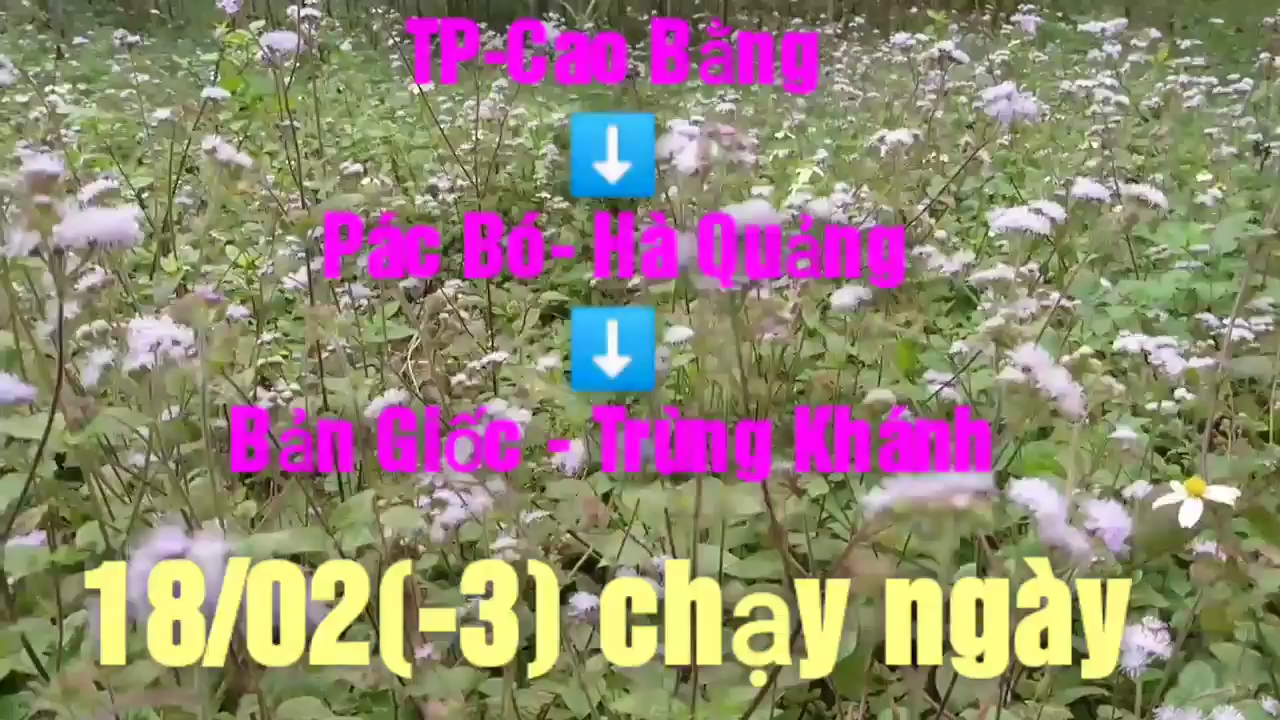 TP-Cao Bằng
⬇️
Pác Bó- Hà Quảng
⬇️
Bản Giốc - Trùng Khánh
18/02(-3) chạy ngày